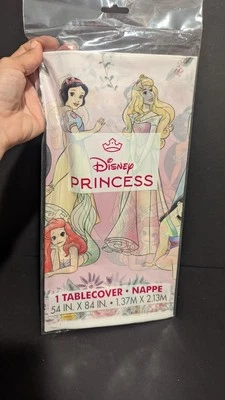 Disney
PRINCESS
1 TABLECOVER • NAPPE
54 IN. X 84 IN. • 1.37M X 2.13M